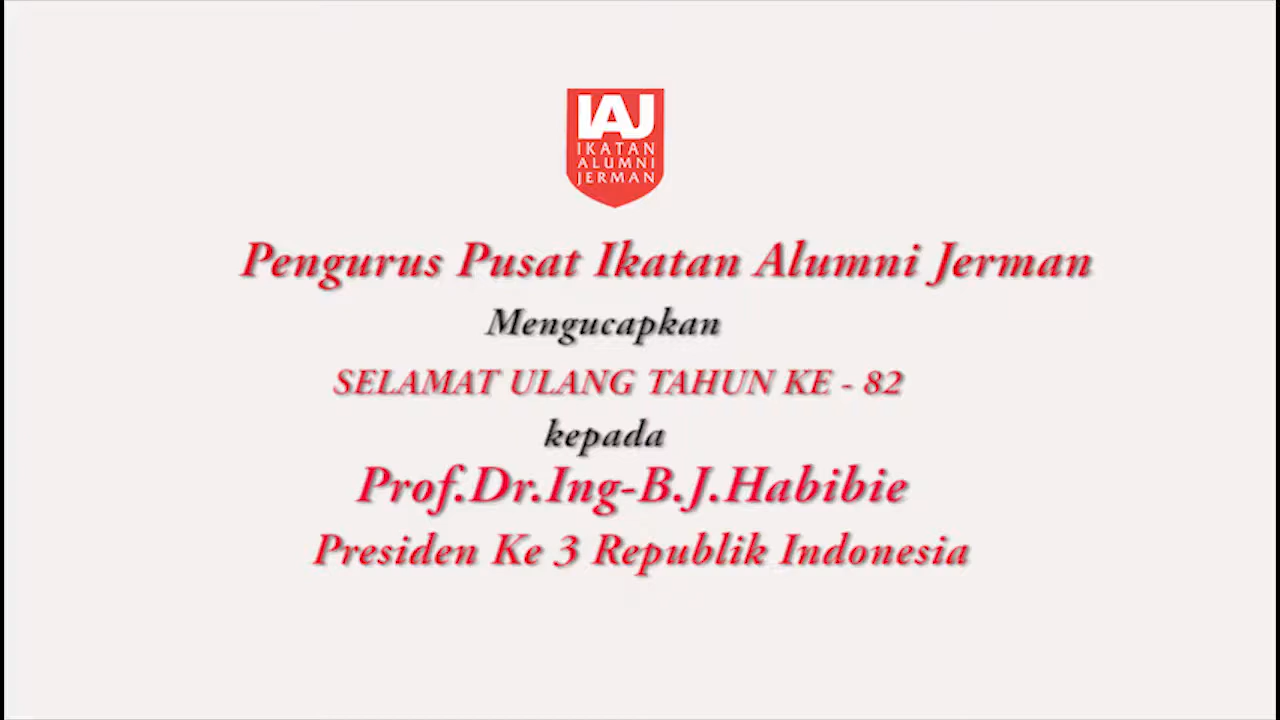 IAJ
IKATAN
ALUMNI
JERMAN
Pengurus Pusat Ikatan Alumni Jerman
Mengucapkan
SELAMAT ULANG TAHUN KE - 82
kepada
Prof.Dr.Ing-B.J.Habibie
Presiden Ke 3 Republik Indonesia